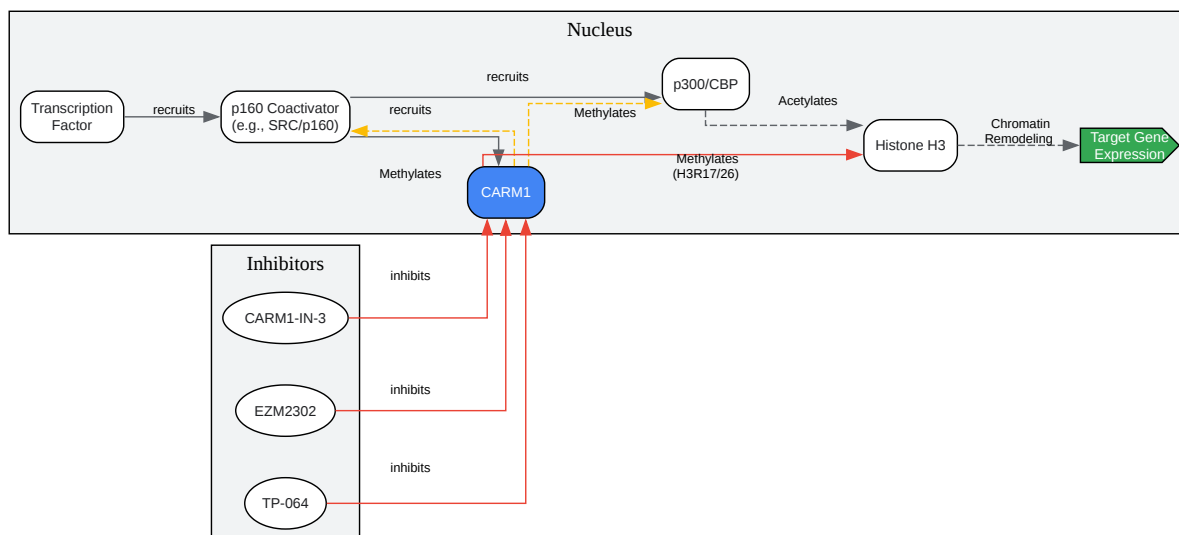 Nucleus
Transcription
Factor
recruits
p160 Coactivator
(e.g., SRC/p160)
recruits
recruits
p300/CBP
Methylates
Acetylates
Methylates
CARM1
Methylates
(H3R17/26)
Histone H3
Chromatin
Remodeling
Target Gene
Expression
Inhibitors
CARM1-IN-3
inhibits
EZM2302
inhibits
TP-064
inhibits